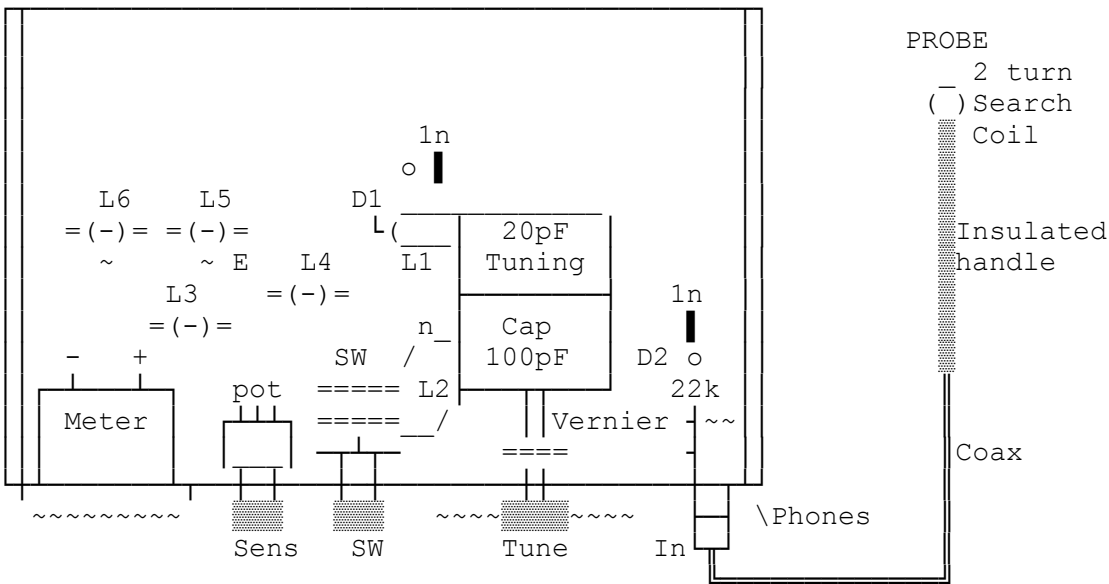 PROBE
2 turn
( ) Search
Coil
1n
L6 L5 D1
=(-)= =(-)= 20pF Insulated
~ ~ E L4 L1 Tuning handle
L3 =(-)= 1n
=(-)= n_ Cap
- + SW / 100pF D2 o
pot ===== L2 22k
Meter =====__/ Vernier ~~
==== Coax
~~~~~~~~~ ~~~~ ~~~~ \Phones
Sens SW Tune In